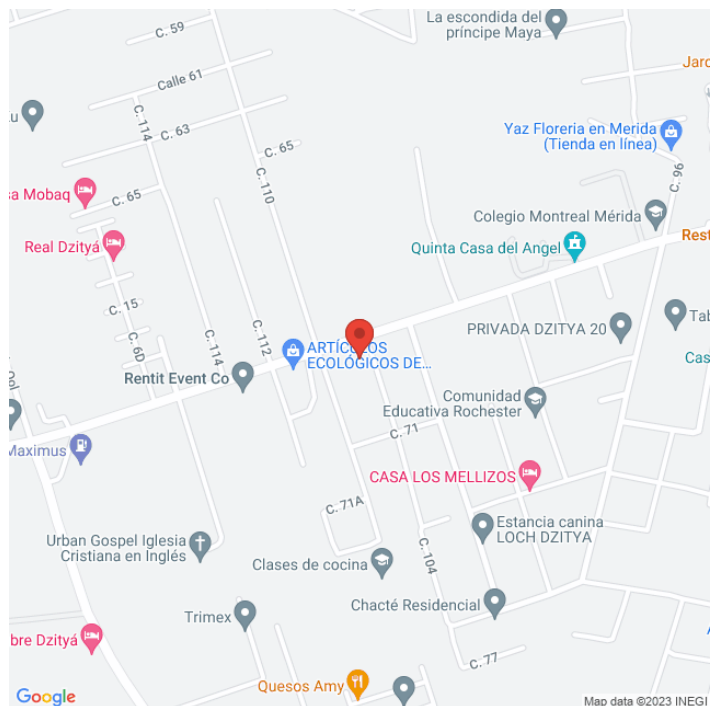 La escondida del
príncipe Maya
C. 59
Jard
Calle 61
C. 114
C. 63
Yaz Floreria en Merida
(Tienda en línea)
C. 65
C. 110
C. 96
sa Mobaq
C. 65
Colegio Montreal Mérida
Real Dzityá
Quinta Casa del Angel
Rest
C. 15
PRIVADA DZITYA 20
Tab
C. 6D
C. 114
C. 112
ARTÍCULOS
ECOLÓGICOS DE...
Cas
Rentit Event Co
Comunidad
Educativa Rochester
C. 71
Maximus
CASA LOS MELLIZOS
C. 71A
Estancia canina
LOCH DZITYA
Urban Gospel Iglesia
Cristiana en Inglés
C. 104
Clases de cocina
Chacté Residencial
Trimex
bre Dzityá
C. 77
Quesos Amy
Google
Map data ©2023 INEGI